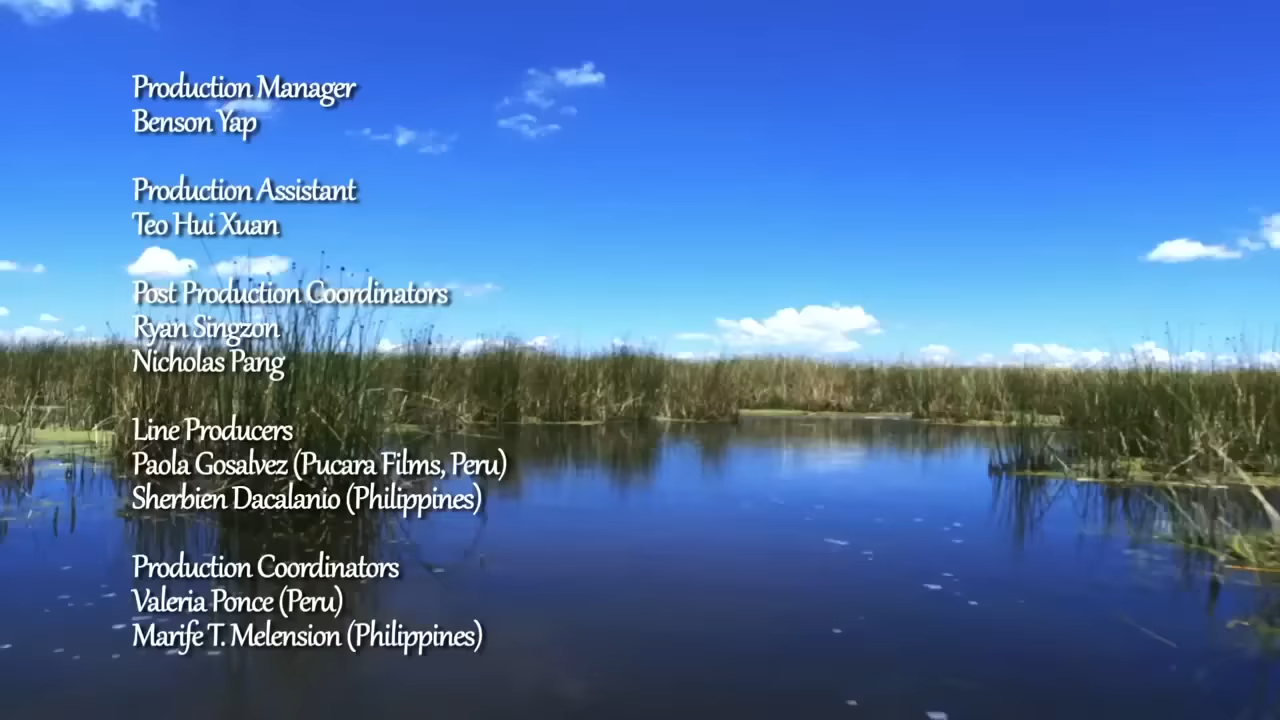 Production Manager
Benson Yap
Production Assistant
Teo Hui Xuan
Post Production Coordinators
Ryan Singzon
Nicholas Pang
Line Producers
Paola Gosalvez (Pucara Films, Peru)
Sherbien Dacalanio (Philippines)
Production Coordinators
Valeria Ponce (Peru)
Marife T. Melension (Philippines)